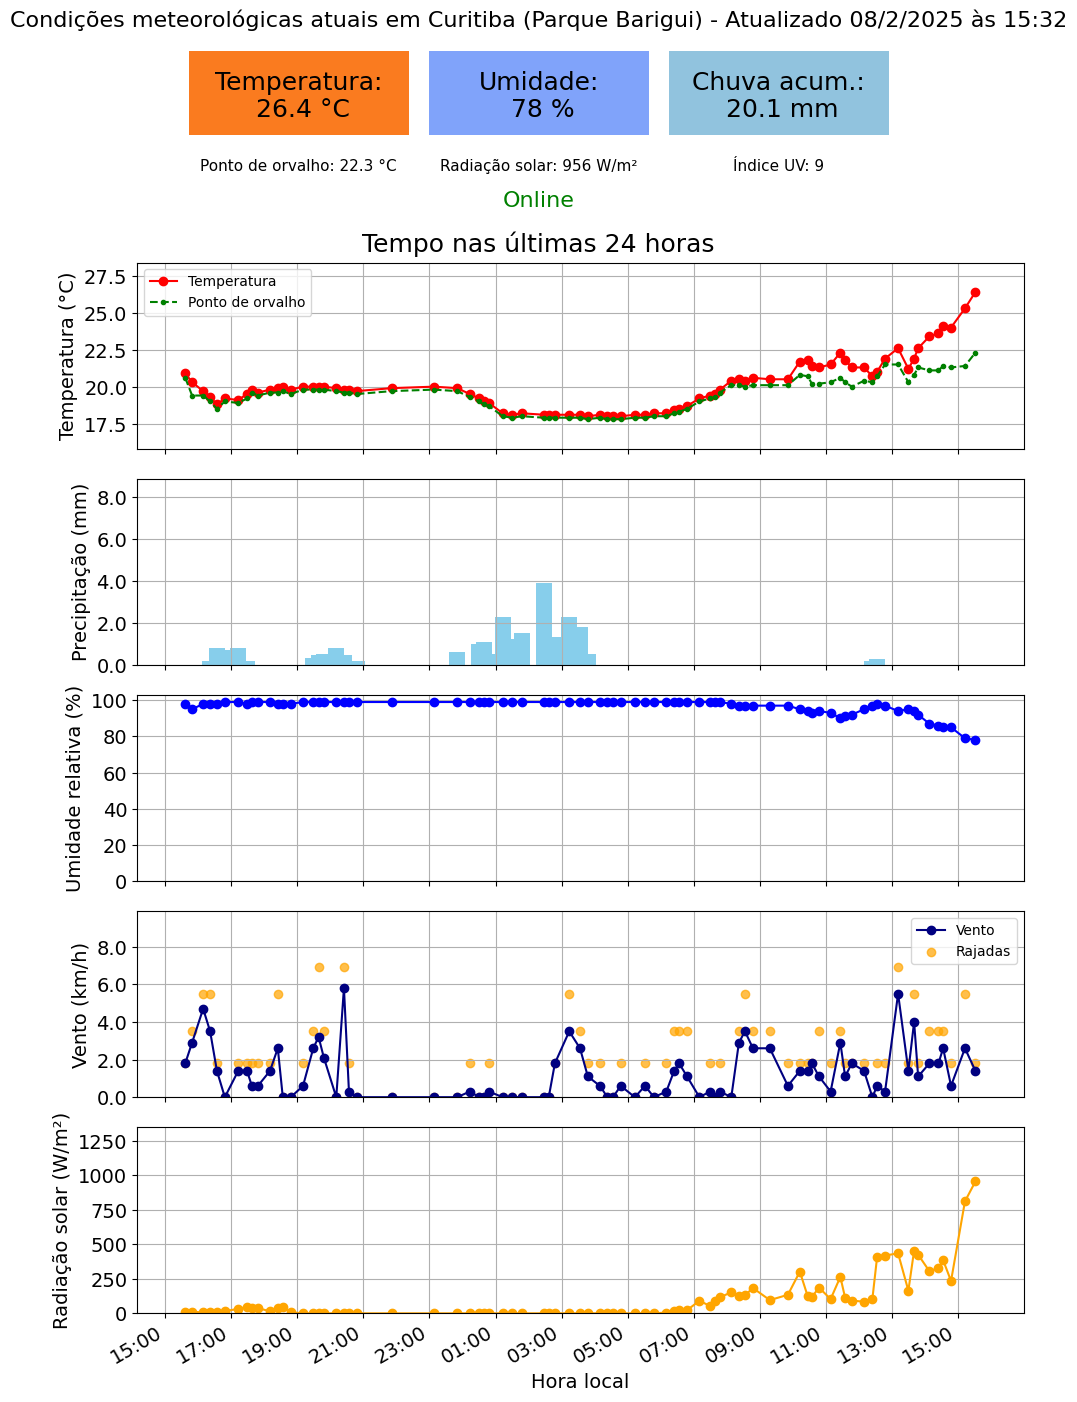 Condições meteorológicas atuais em Curitiba (Parque Barigui) - Atualizado 08/2/2025 às 15:32
Temperatura:
26.4 °C
Umidade:
78 %
Chuva acum.:
20.1 mm
Ponto de orvalho: 22.3 °C
Radiação solar: 956 W/m²
Índice UV: 9
Online
Tempo nas últimas 24 horas
Temperatura (°C)
27.5
25.0
22.5
20.0
17.5
Temperatura
Ponto de orvalho
Precipitação (mm)
8.0
6.0
4.0
2.0
0.0
Umidade relativa (%)
100
80
60
40
20
0
Vento (km/h)
8.0
6.0
4.0
2.0
0.0
Vento
Rajadas
Radiação solar (W/m²)
1250
1000
750
500
250
0
15:00
17:00
19:00
21:00
23:00
01:00
03:00
05:00
07:00
09:00
11:00
13:00
15:00
Hora local